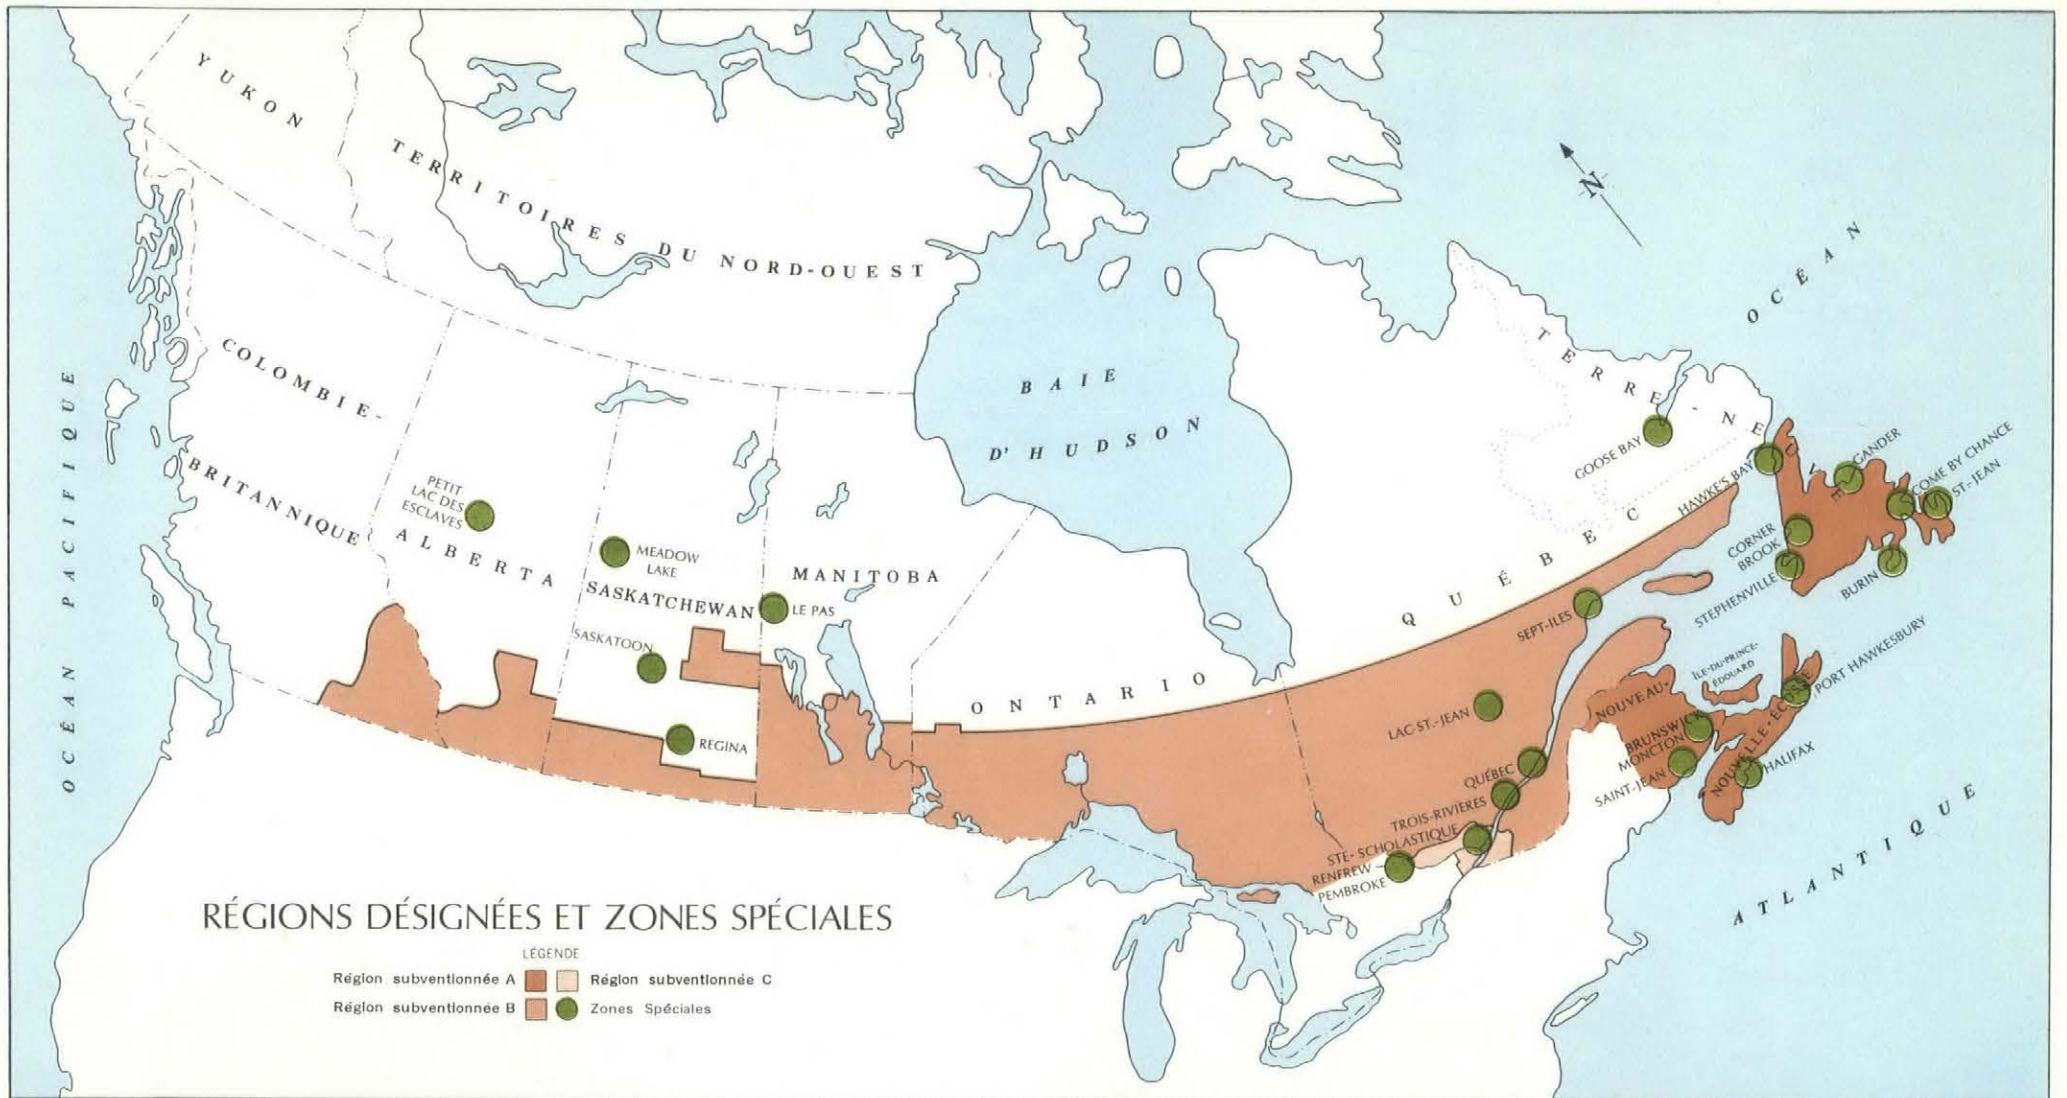 YUKON
TERRITOIRES DU NORD-OUEST
N
OCÉAN
COLOMBIE-
BRITANNIQUE
OCÉAN PACIFIQUE
BAIE
D'HUDSON
TERRE-NEUVE
GOOSE BAY
HAWKE'S BAY
GANDER
COME BY CHANCE
ST.-JEAN
PETIT
LAC DES
ESCLAVES
ALBERTA
MEADOW
LAKE
SASKATCHEWAN
MANITOBA
LE PAS
SASKATOON
REGINA
ONTARIO
QUÉBEC
CORNER
BROOK
STEPHENVILLE
BURIN
SEPT-ILES
ÎLE-DU-PRINCE-
ÉDOUARD
PORT HAWKESBURY
NOUVEAU-
BRUNSWICK
NOUVELLE-ÉCOSSE
MONCTON
SAINT-JEAN
HALIFAX
LAC-ST.-JEAN
QUÉBEC
TROIS-RIVIÈRES
STE-SCHOLASTIQUE
RENFREW
PEMBROKE
ATLANTIQUE
RÉGIONS DÉSIGNÉES ET ZONES SPÉCIALES
LÉGENDE
Région subventionnée A
Région subventionnée C
Région subventionnée B
Zones Spéciales